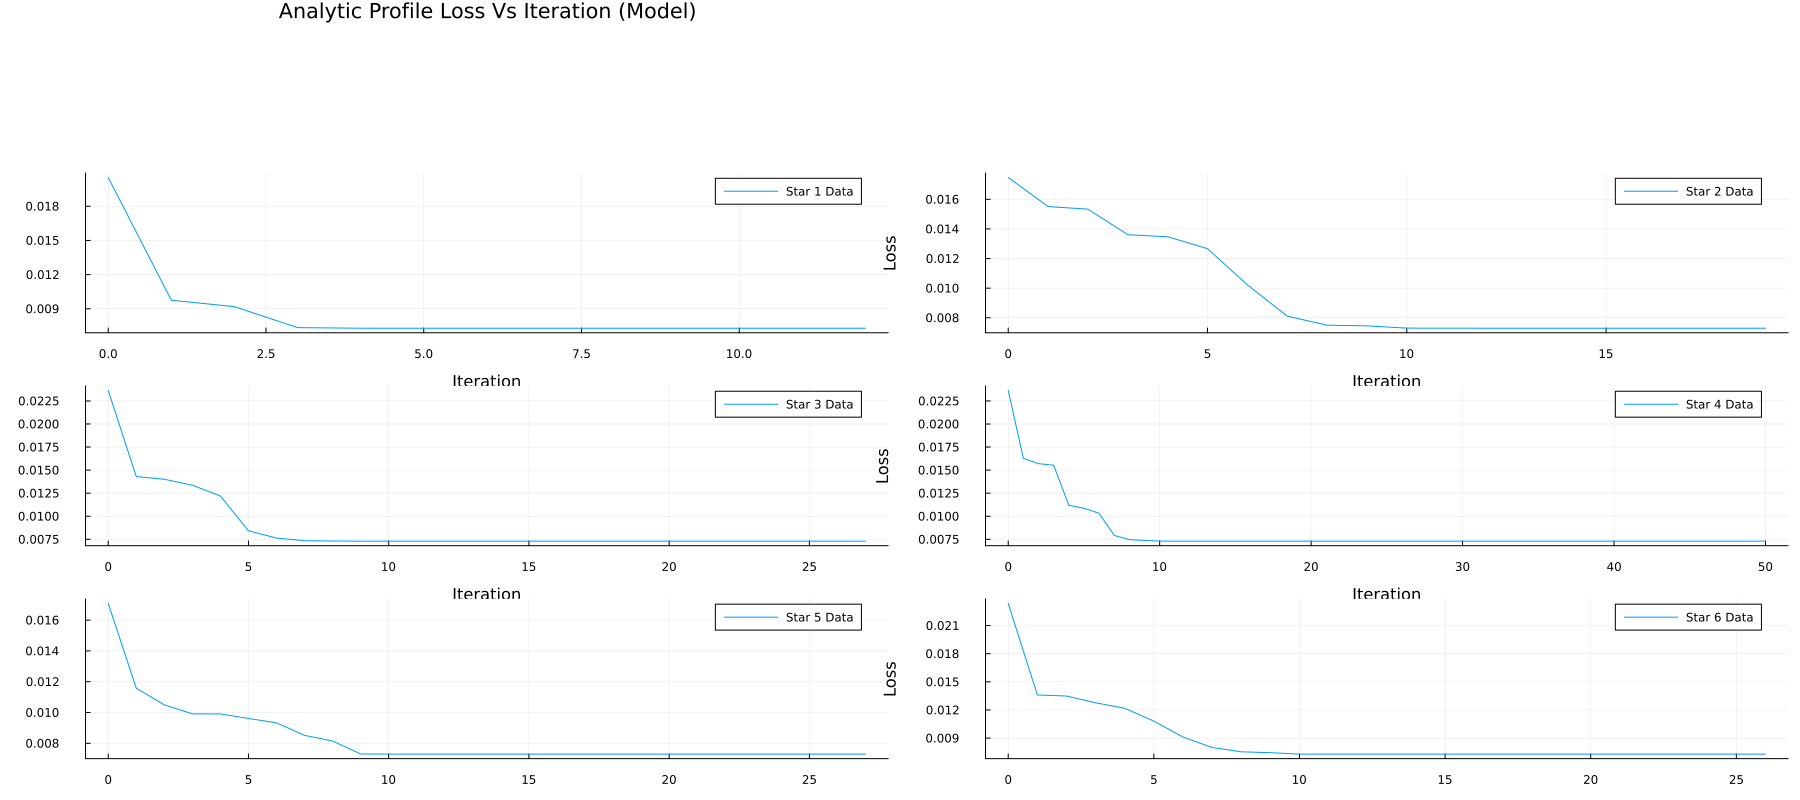 Analytic Profile Loss Vs Iteration (Model)
Star 1 Data
0.018
0.015
0.012
0.009
0.0 2.5 5.0 7.5 10.0
Iteration
Loss
Star 2 Data
0.016
0.014
0.012
0.010
0.008
0 5 10 15
Iteration
Star 3 Data
0.0225
0.0200
0.0175
0.0150
0.0125
0.0100
0.0075
0 5 10 15 20 25
Iteration
Loss
Star 4 Data
0.0225
0.0200
0.0175
0.0150
0.0125
0.0100
0.0075
0 10 20 30 40 50
Iteration
Star 5 Data
0.016
0.014
0.012
0.010
0.008
0 5 10 15 20 25
Loss
Star 6 Data
0.021
0.018
0.015
0.012
0.009
0 5 10 15 20 25